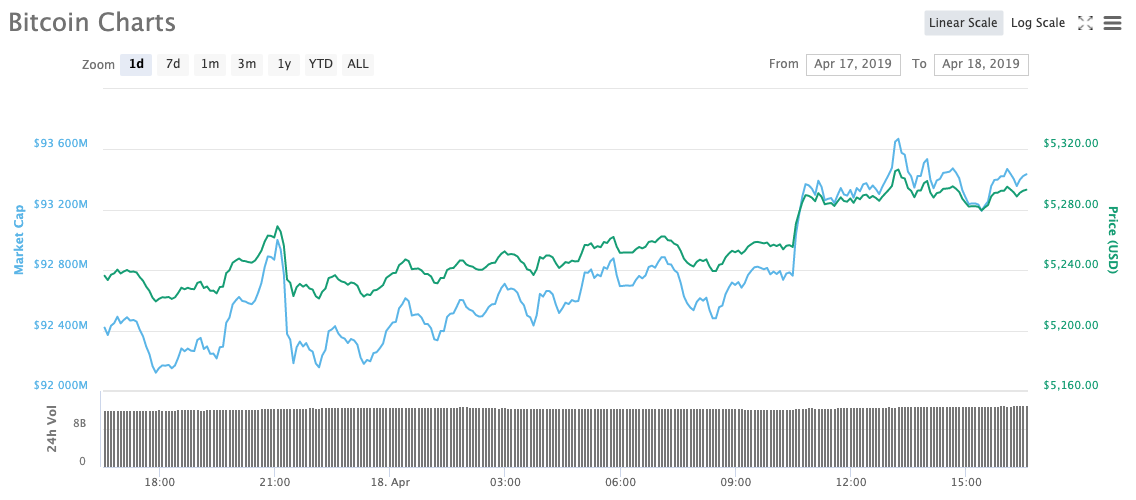 Bitcoin Charts
Linear Scale Log Scale
Zoom 1d 7d 1m 3m 1y YTD ALL
From Apr 17, 2019 To Apr 18, 2019
$93 600M
$93 200M
$92 800M
$92 400M
$92 000M
Market Cap
$5,320.00
$5,280.00
$5,240.00
$5,200.00
$5,160.00
Price (USD)
24h Vol
8B
0
18:00 21:00 18. Apr 03:00 06:00 09:00 12:00 15:00